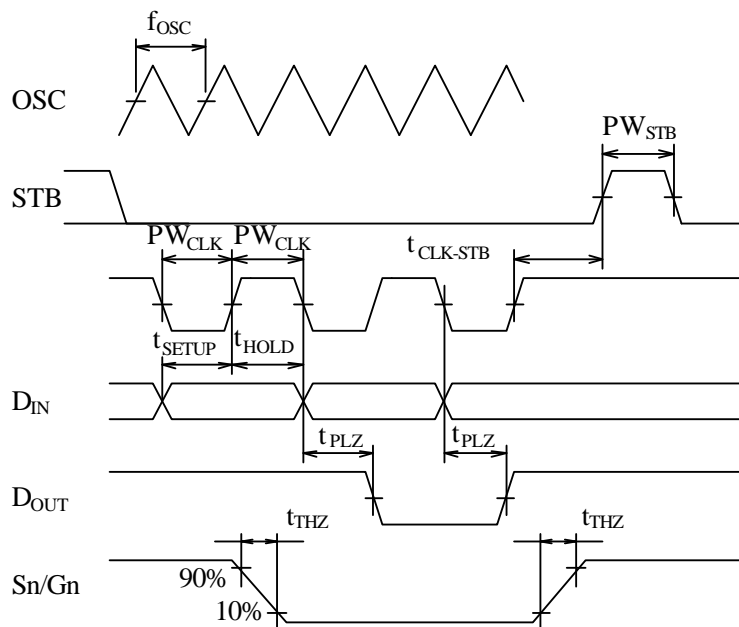 fOSC
OSC
PWSTB
STB
PWCLK PWCLK
tCLK-STB
tSETUP tHOLD
DIN
tPLZ tPLZ
DOUT
tTHZ tTHZ
Sn/Gn
90%
10%